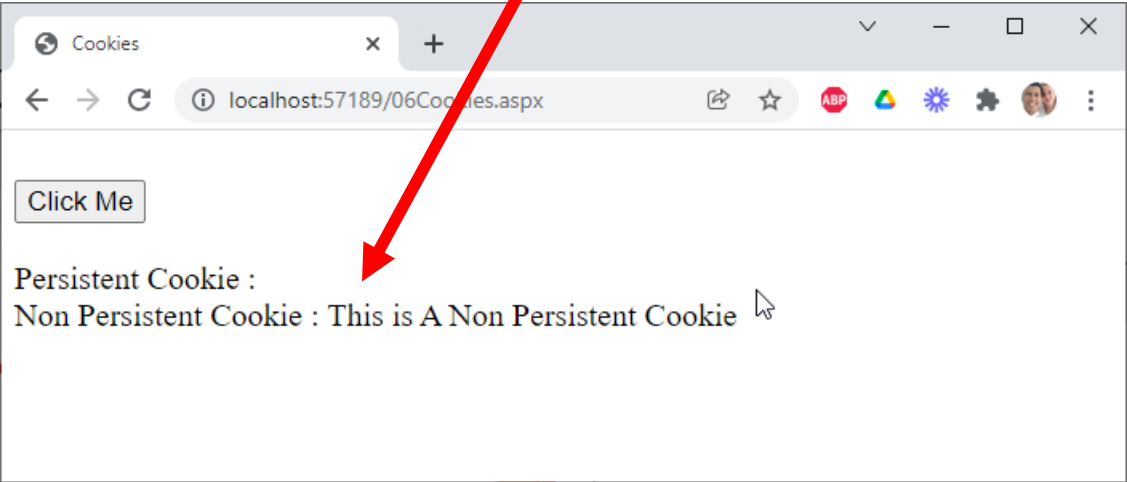 Cookies
localhost:57189/06Cookies.aspx
ABP
Click Me
Persistent Cookie :
Non Persistent Cookie : This is A Non Persistent Cookie